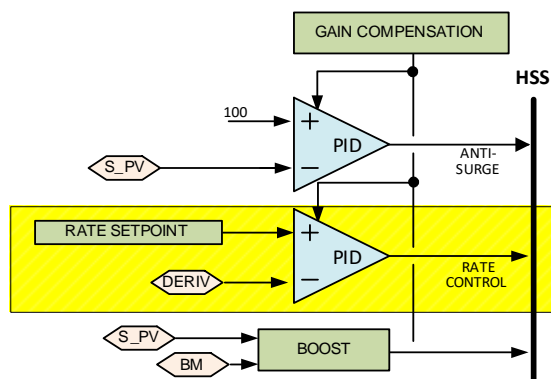 GAIN COMPENSATION
HSS
100
+
PID
−
S_PV
ANTI-
SURGE
RATE SETPOINT
+
PID
−
DERIV
RATE
CONTROL
S_PV
BOOST
BM